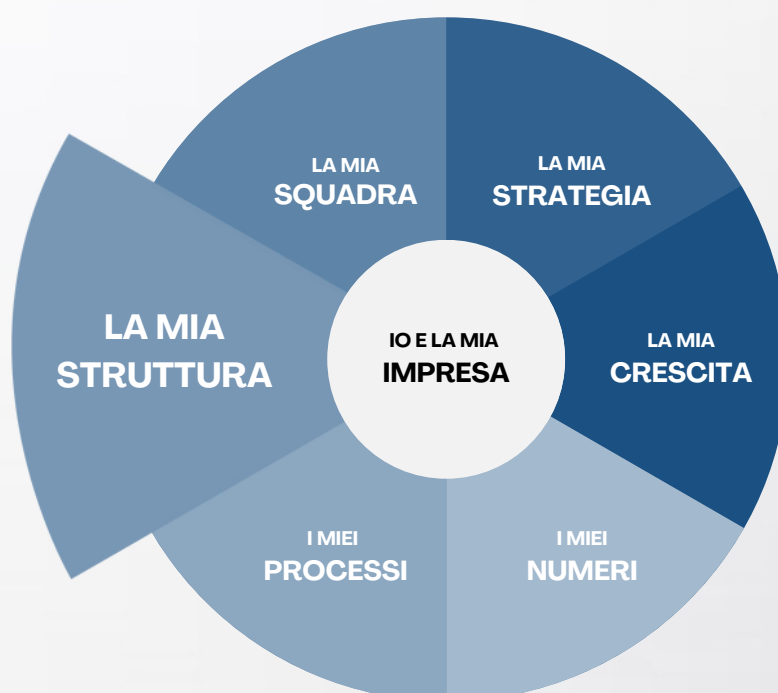 LA MIA
SQUADRA
LA MIA
STRATEGIA
LA MIA
STRUTTURA
IO E LA MIA
IMPRESA
LA MIA
CRESCITA
I MIEI
PROCESSI
I MIEI
NUMERI